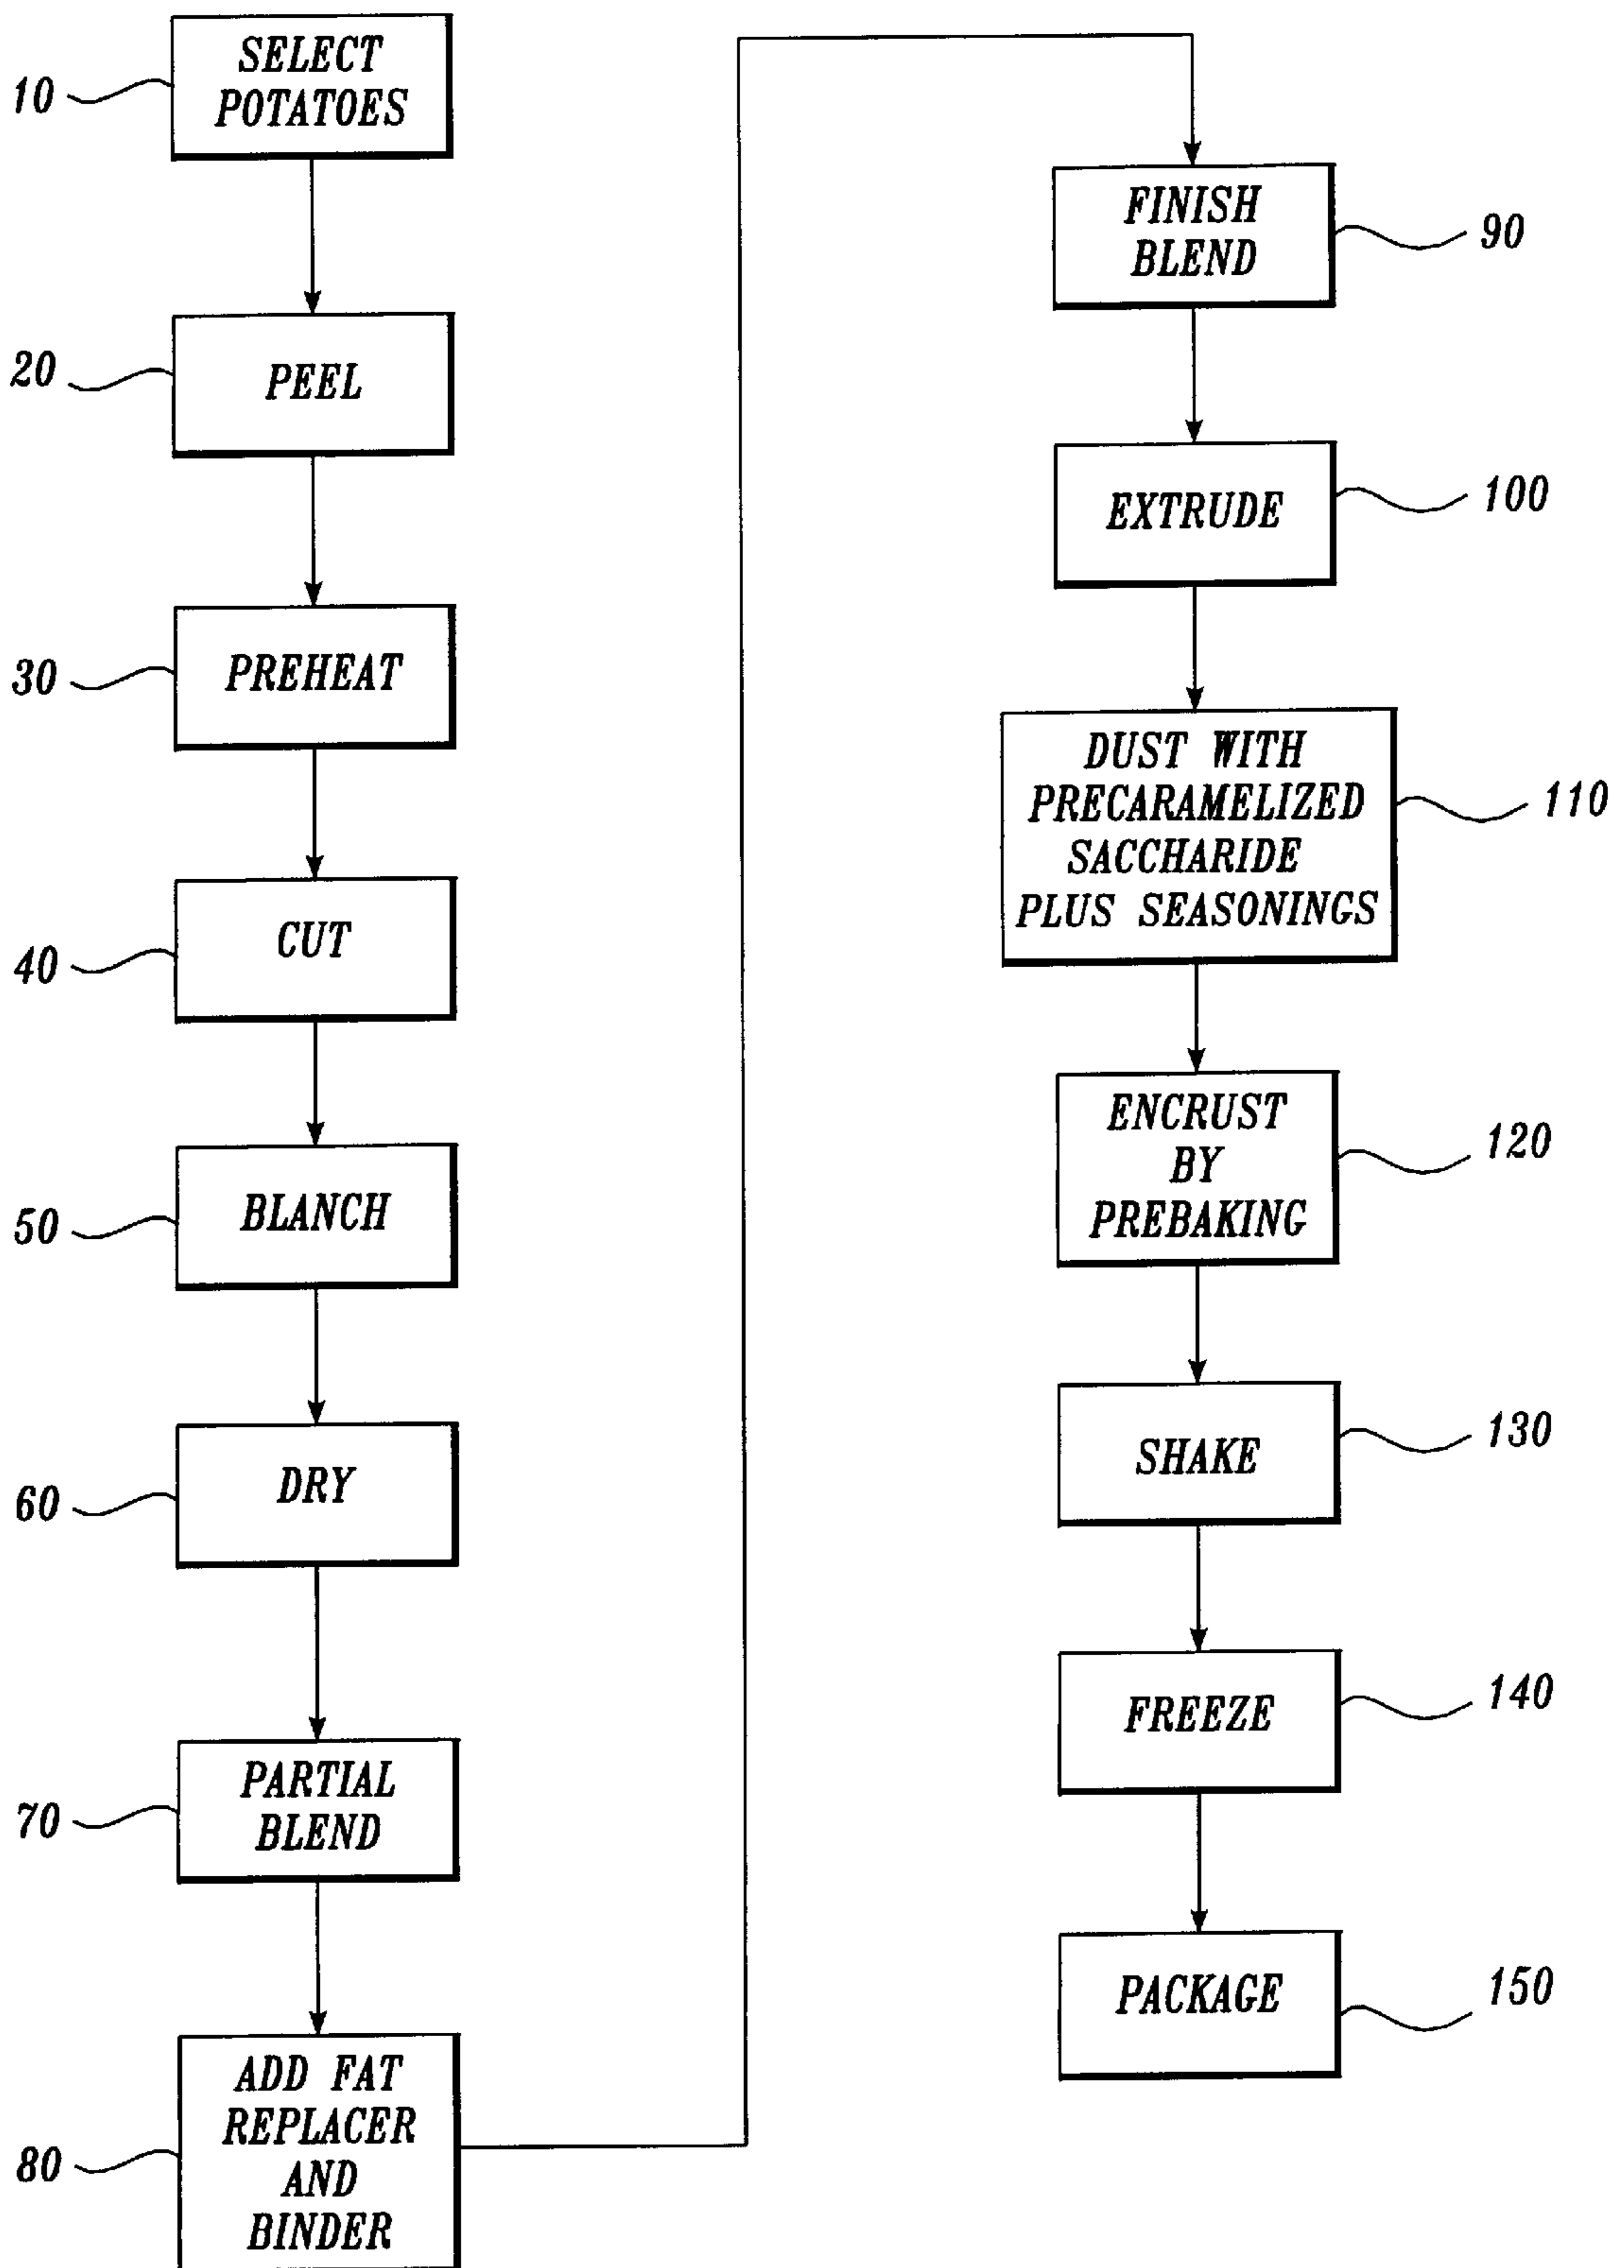 10
SELECT
POTATOES
20
PEEL
30
PREHEAT
40
CUT
50
BLANCH
60
DRY
70
PARTIAL
BLEND
80
ADD FAT
REPLACER
AND
BINDER
FINISH
BLEND
90
EXTRUDE
100
DUST WITH
PRECARAMELIZED
SACCHARIDE
PLUS SEASONINGS
110
ENCRUST
BY
PREBAKING
120
SHAKE
130
FREEZE
140
PACKAGE
150